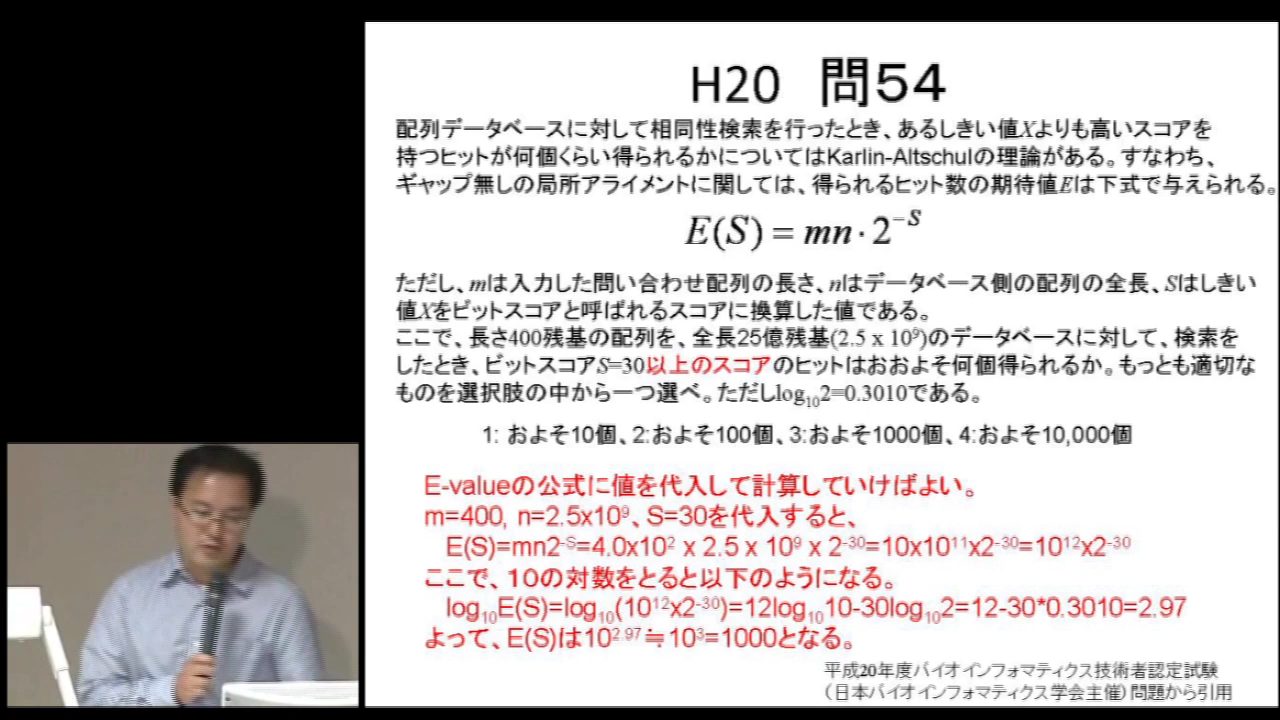 H20 問54
配列データベースに対して相同性検索を行ったとき、あるしきい値Xよりも高いスコアを
持つヒットが何個くらい得られるかについてはKarlin-Altschulの理論がある。すなわち、
ギャップ無しの局所アライメントに関しては、得られるヒット数の期待値Eは下式で与えられる。
E(S) = mn·2⁻ˢ
ただし、mは入力した問い合わせ配列の長さ、nはデータベース側の配列の全長、Sはしきい
値Xをビットスコアと呼ばれるスコアに換算した値である。
ここで、長さ400残基の配列を、全長25億残基(2.5 x 10⁹)のデータベースに対して、検索を
したとき、ビットスコアS=30以上のスコアのヒットはおおよそ何個得られるか。もっとも適切な
ものを選択肢の中から一つ選べ。ただしlog₁₀2=0.3010である。
1: およそ10個、2:およそ100個、3:およそ1000個、4:およそ10,000個
E-valueの公式に値を代入して計算していけばよい。
m=400, n=2.5x10⁹、S=30を代入すると、
E(S)=mn2⁻ˢ=4.0x10² x 2.5 x 10⁹ x 2⁻³⁰=10x10¹¹x2⁻³⁰=10¹²x2⁻³⁰
ここで、10の対数をとると以下のようになる。
log₁₀E(S)=log₁₀(10¹²x2⁻³⁰)=12log₁₀10-30log₁₀2=12-30*0.3010=2.97
よって、E(S)は10²·⁹⁷≒10³=1000となる。
平成20年度バイオインフォマティクス技術者認定試験
(日本バイオインフォマティクス学会主催)問題から引用